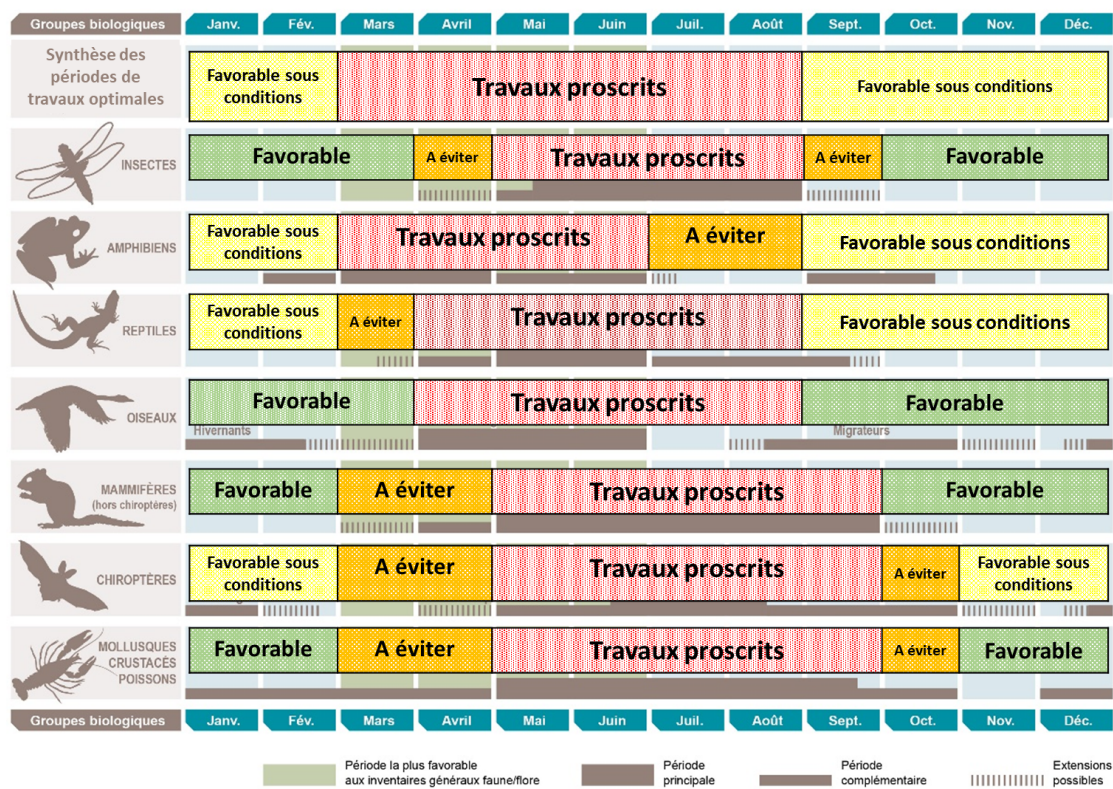 Groupes biologiques Janv. Fév. Mars Avril Mai Juin Juil. Août Sept. Oct. Nov. Déc.
Synthèse des
périodes de
travaux optimales
Favorable sous
conditions
Travaux proscrits
Favorable sous conditions
INSECTES
Favorable
A éviter
Travaux proscrits
A éviter
Favorable
AMPHIBIENS
Favorable sous
conditions
Travaux proscrits
A éviter
Favorable sous conditions
REPTILES
Favorable sous
conditions
A éviter
Travaux proscrits
Favorable sous conditions
OISEAUX
Favorable
Travaux proscrits
Favorable
Hivernants
Migrateurs
MAMMIFÈRES
(hors chiroptères)
Favorable
A éviter
Travaux proscrits
Favorable
CHIROPTÈRES
Favorable sous
conditions
A éviter
Travaux proscrits
A éviter
Favorable sous
conditions
MOLLUSQUES
CRUSTACÉS
POISSONS
Favorable
A éviter
Travaux proscrits
A éviter
Favorable
Groupes biologiques Janv. Fév. Mars Avril Mai Juin Juil. Août Sept. Oct. Nov. Déc.
Période la plus favorable
aux inventaires généraux faune/flore
Période
principale
Période
complémentaire
Extensions
possibles